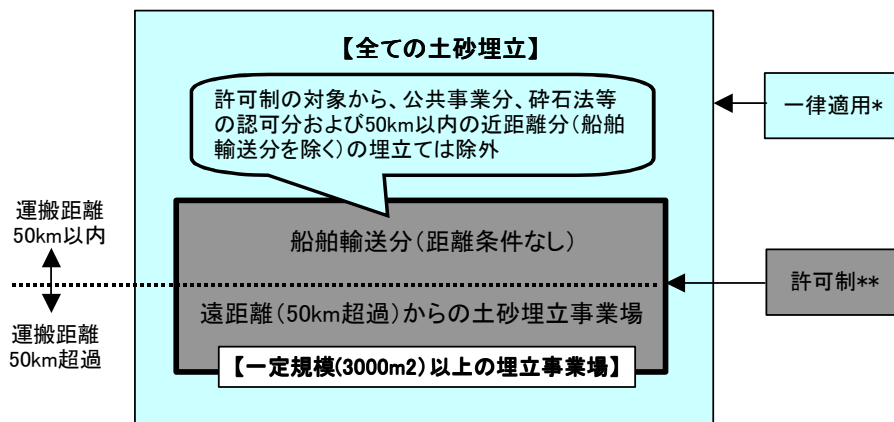 【全ての土砂埋立】
許可制の対象から、公共事業分、砕石法等
の認可分および50km以内の近距離分（船舶
輸送分を除く）の埋立ては除外
一律適用*
運搬距離
50km以内
船舶輸送分（距離条件なし）
許可制**
遠距離（50km超過）からの土砂埋立事業場
運搬距離
50km超過
【一定規模(3000m2)以上の埋立事業場】